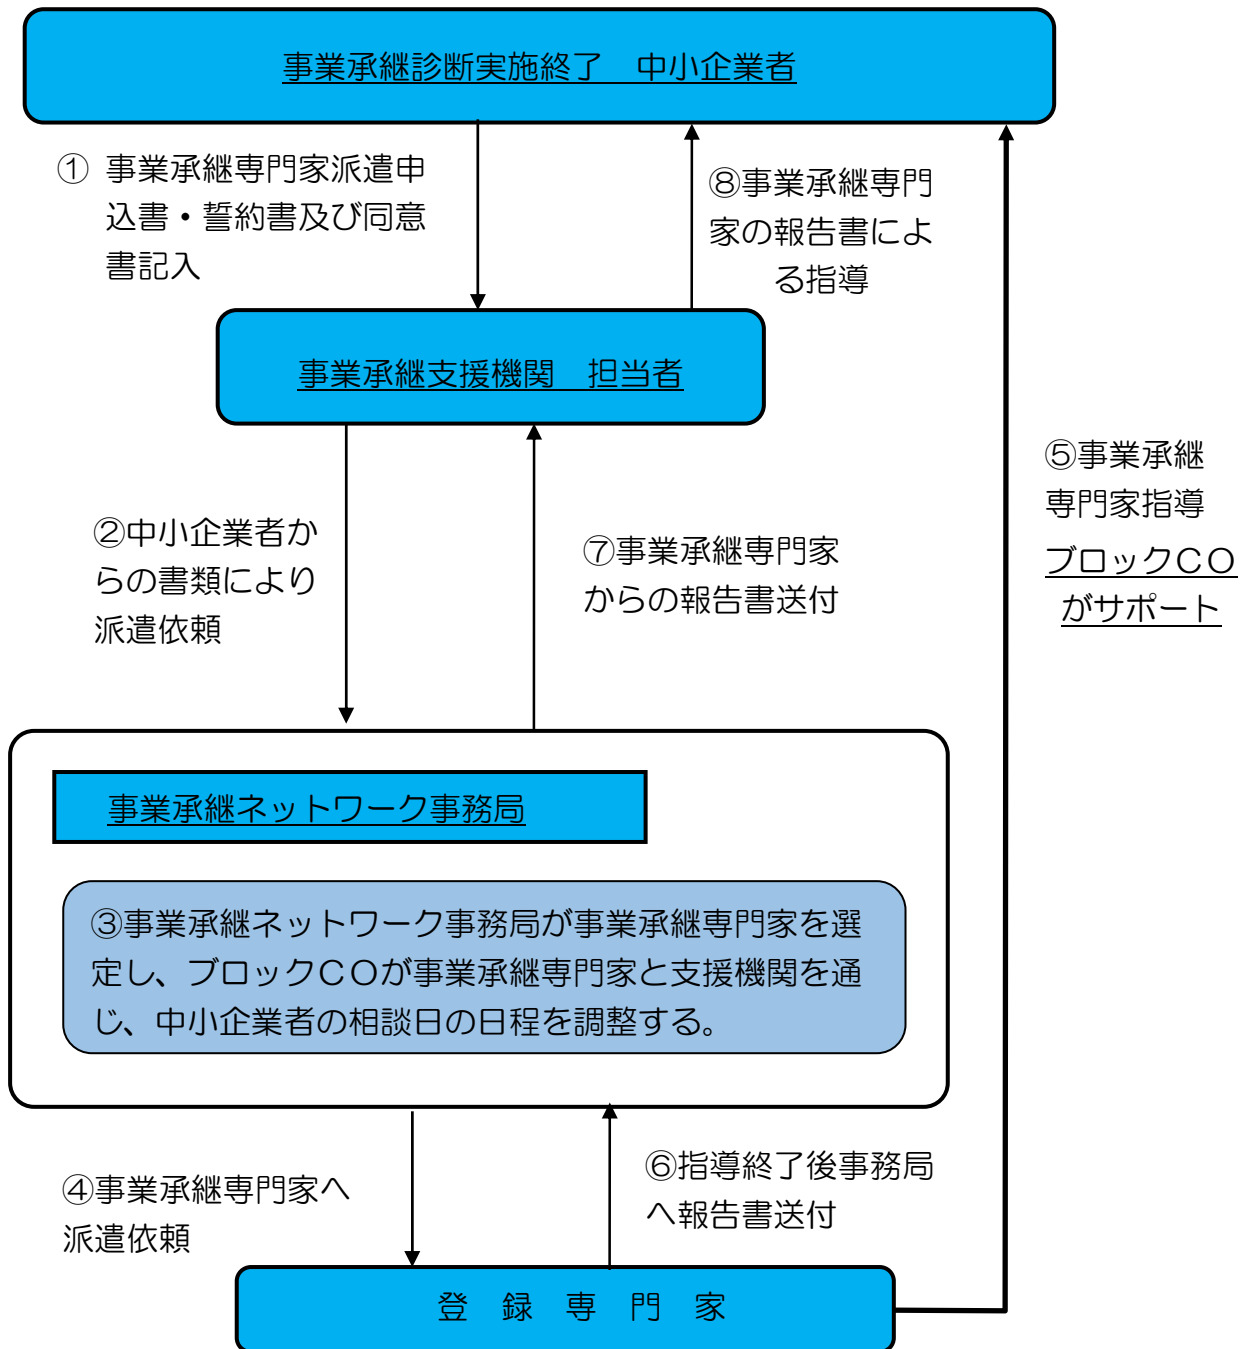 事業承継診断実施終了　中小企業者
① 事業承継専門家派遣申
込書・誓約書及び同意
書記入
⑧事業承継専門
家の報告書によ
る指導
事業承継支援機関　担当者
⑤事業承継
専門家指導
ブロックCO
がサポート
②中小企業者か
らの書類により
派遣依頼
⑦事業承継専門家
からの報告書送付
事業承継ネットワーク事務局
③事業承継ネットワーク事務局が事業承継専門家を選
定し、ブロックCOが事業承継専門家と支援機関を通
じ、中小企業者の相談日の日程を調整する。
④事業承継専門家へ
派遣依頼
⑥指導終了後事務局
へ報告書送付
登　録　専　門　家